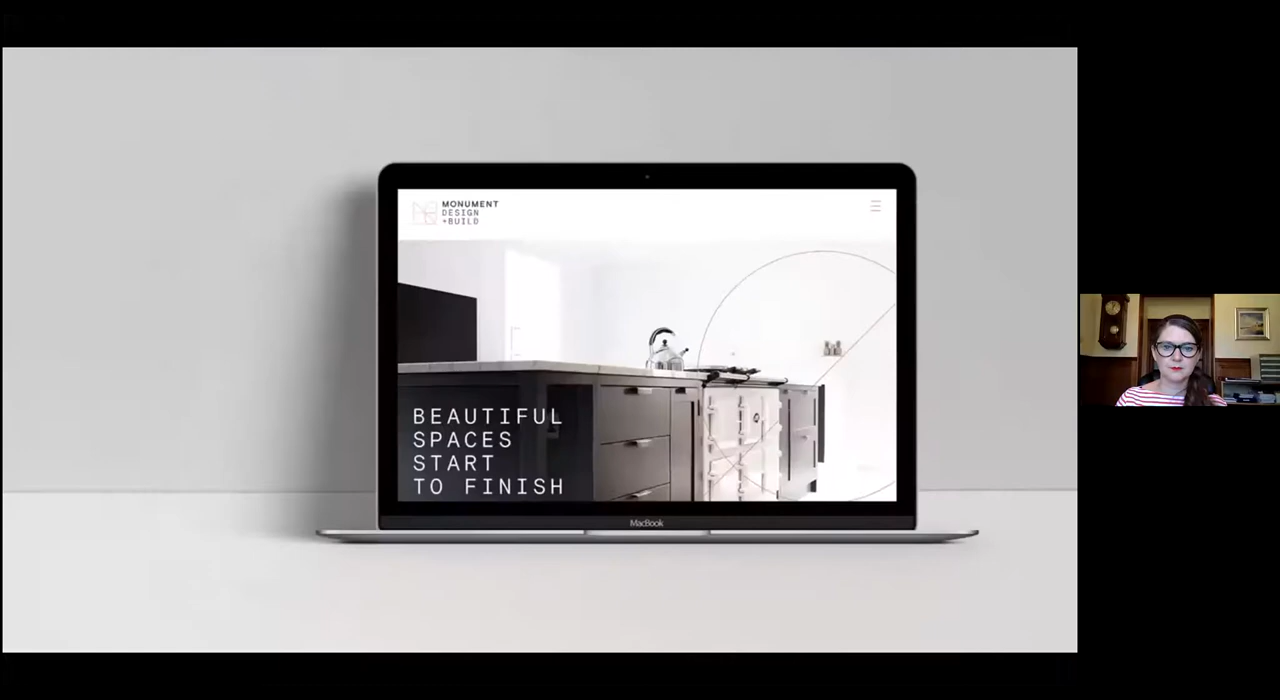 MONUMENT
DESIGN
+BUILD
BEAUTIFUL
SPACES
START
TO FINISH
MacBook